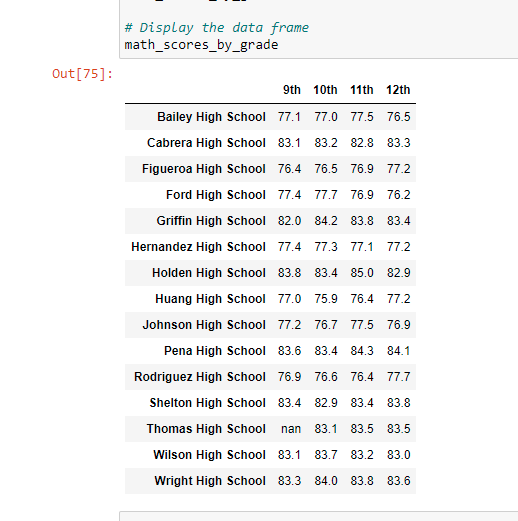 # Display the data frame
math_scores_by_grade
Out[75]:
9th 10th 11th 12th
Bailey High School 77.1 77.0 77.5 76.5
Cabrera High School 83.1 83.2 82.8 83.3
Figueroa High School 76.4 76.5 76.9 77.2
Ford High School 77.4 77.7 76.9 76.2
Griffin High School 82.0 84.2 83.8 83.4
Hernandez High School 77.4 77.3 77.1 77.2
Holden High School 83.8 83.4 85.0 82.9
Huang High School 77.0 75.9 76.4 77.2
Johnson High School 77.2 76.7 77.5 76.9
Pena High School 83.6 83.4 84.3 84.1
Rodriguez High School 76.9 76.6 76.4 77.7
Shelton High School 83.4 82.9 83.4 83.8
Thomas High School nan 83.1 83.5 83.5
Wilson High School 83.1 83.7 83.2 83.0
Wright High School 83.3 84.0 83.8 83.6